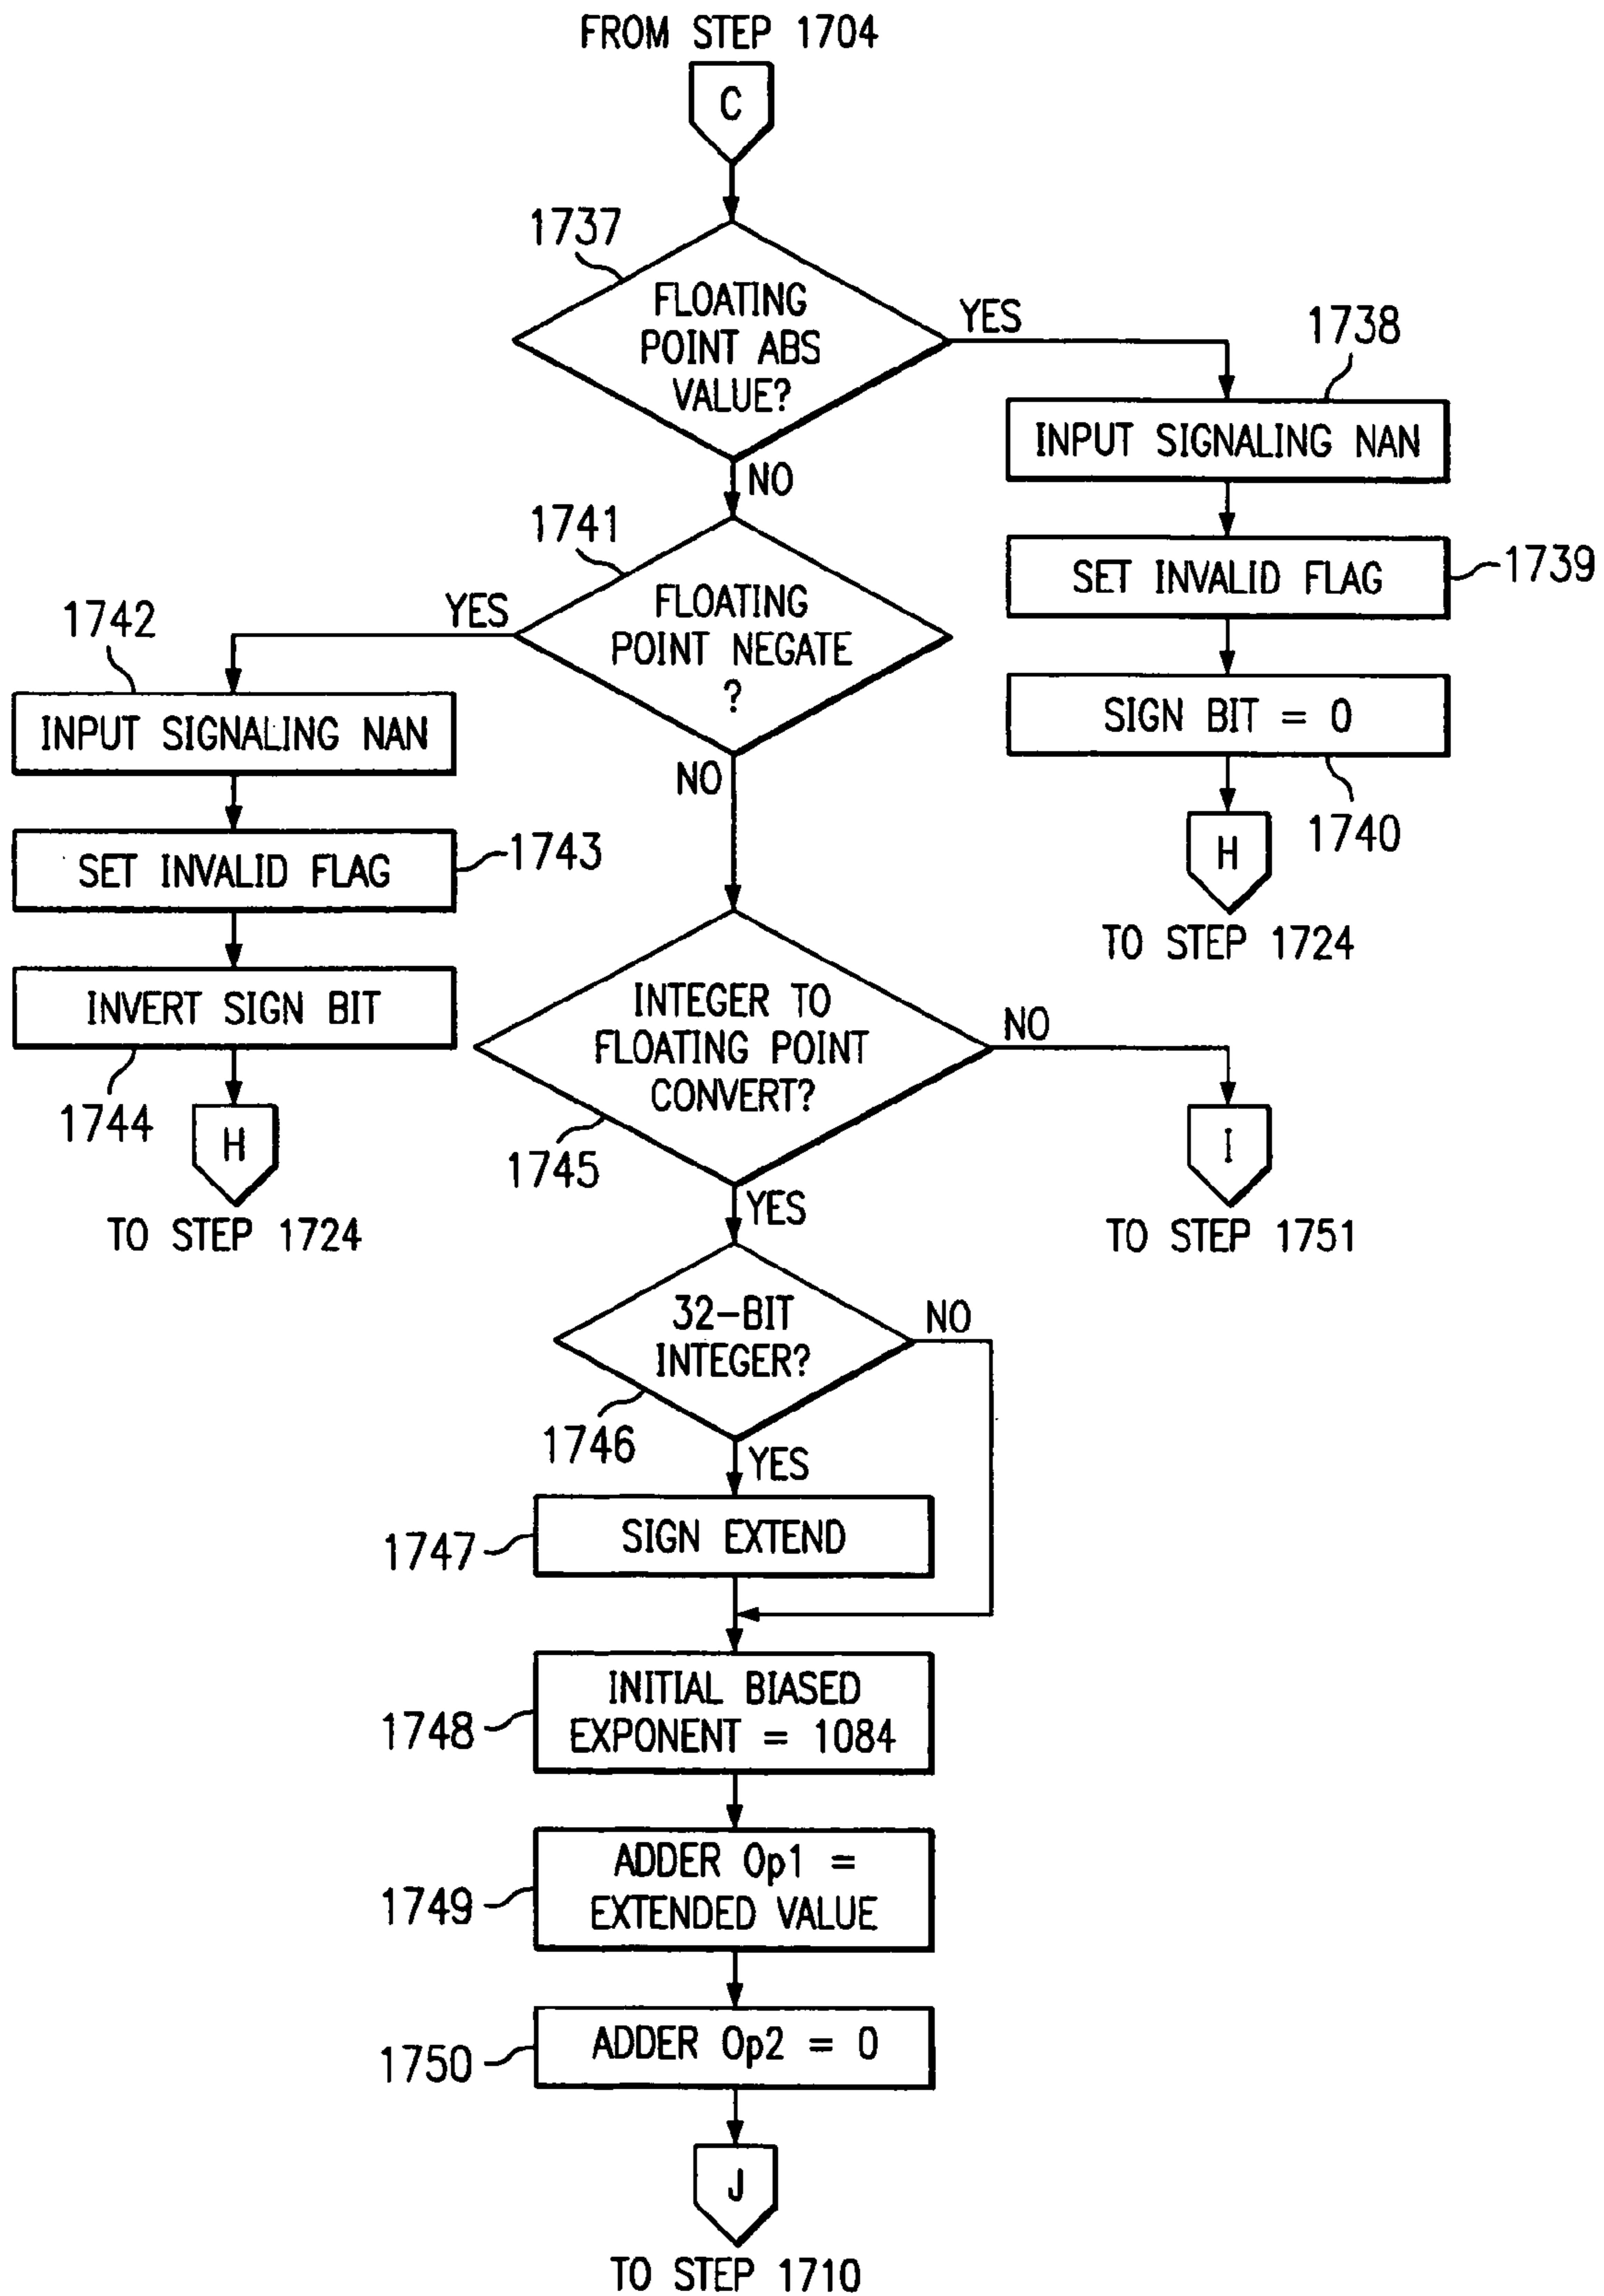 FROM STEP 1704
C
1737
FLOATING
POINT ABS
VALUE?
YES
NO
1738
INPUT SIGNALING NAN
SET INVALID FLAG
1739
SIGN BIT = 0
1740
H
TO STEP 1724
1741
FLOATING
POINT NEGATE
?
YES
NO
1742
INPUT SIGNALING NAN
SET INVALID FLAG
1743
INVERT SIGN BIT
1744
H
TO STEP 1724
INTEGER TO
FLOATING POINT
CONVERT?
1745
NO
I
TO STEP 1751
YES
32-BIT
INTEGER?
1746
NO
YES
1747
SIGN EXTEND
1748
INITIAL BIASED
EXPONENT = 1084
1749
ADDER Op1 =
EXTENDED VALUE
1750
ADDER Op2 = 0
J
TO STEP 1710